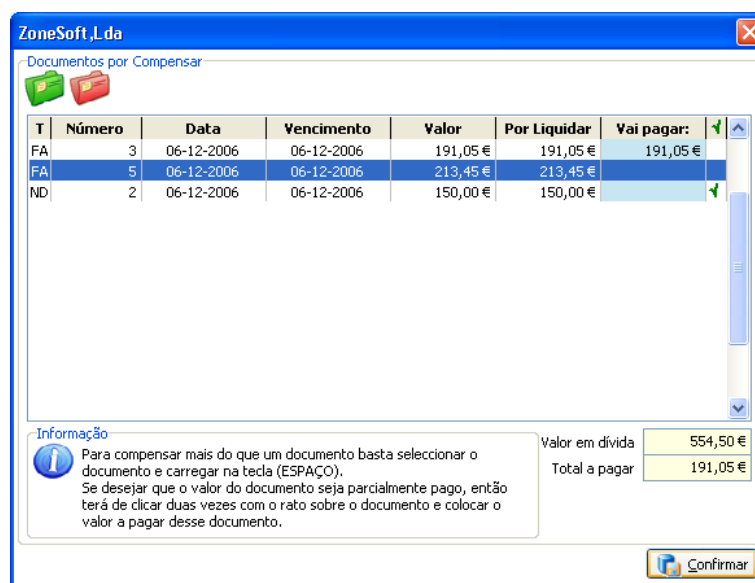 ZoneSoft,Lda
Documentos por Compensar
T Número Data Vencimento Valor Por Liquidar Vai pagar:
FA 3 06-12-2006 06-12-2006 191,05 € 191,05 € 191,05 €
FA 5 06-12-2006 06-12-2006 213,45 € 213,45 €
ND 2 06-12-2006 06-12-2006 150,00 € 150,00 €
Informação
Para compensar mais do que um documento basta seleccionar o
documento e carregar na tecla (ESPAÇO).
Se desejar que o valor do documento seja parcialmente pago, então
terá de clicar duas vezes com o rato sobre o documento e colocar o
valor a pagar desse documento.
Valor em dívida 554,50 €
Total a pagar 191,05 €
Confirmar